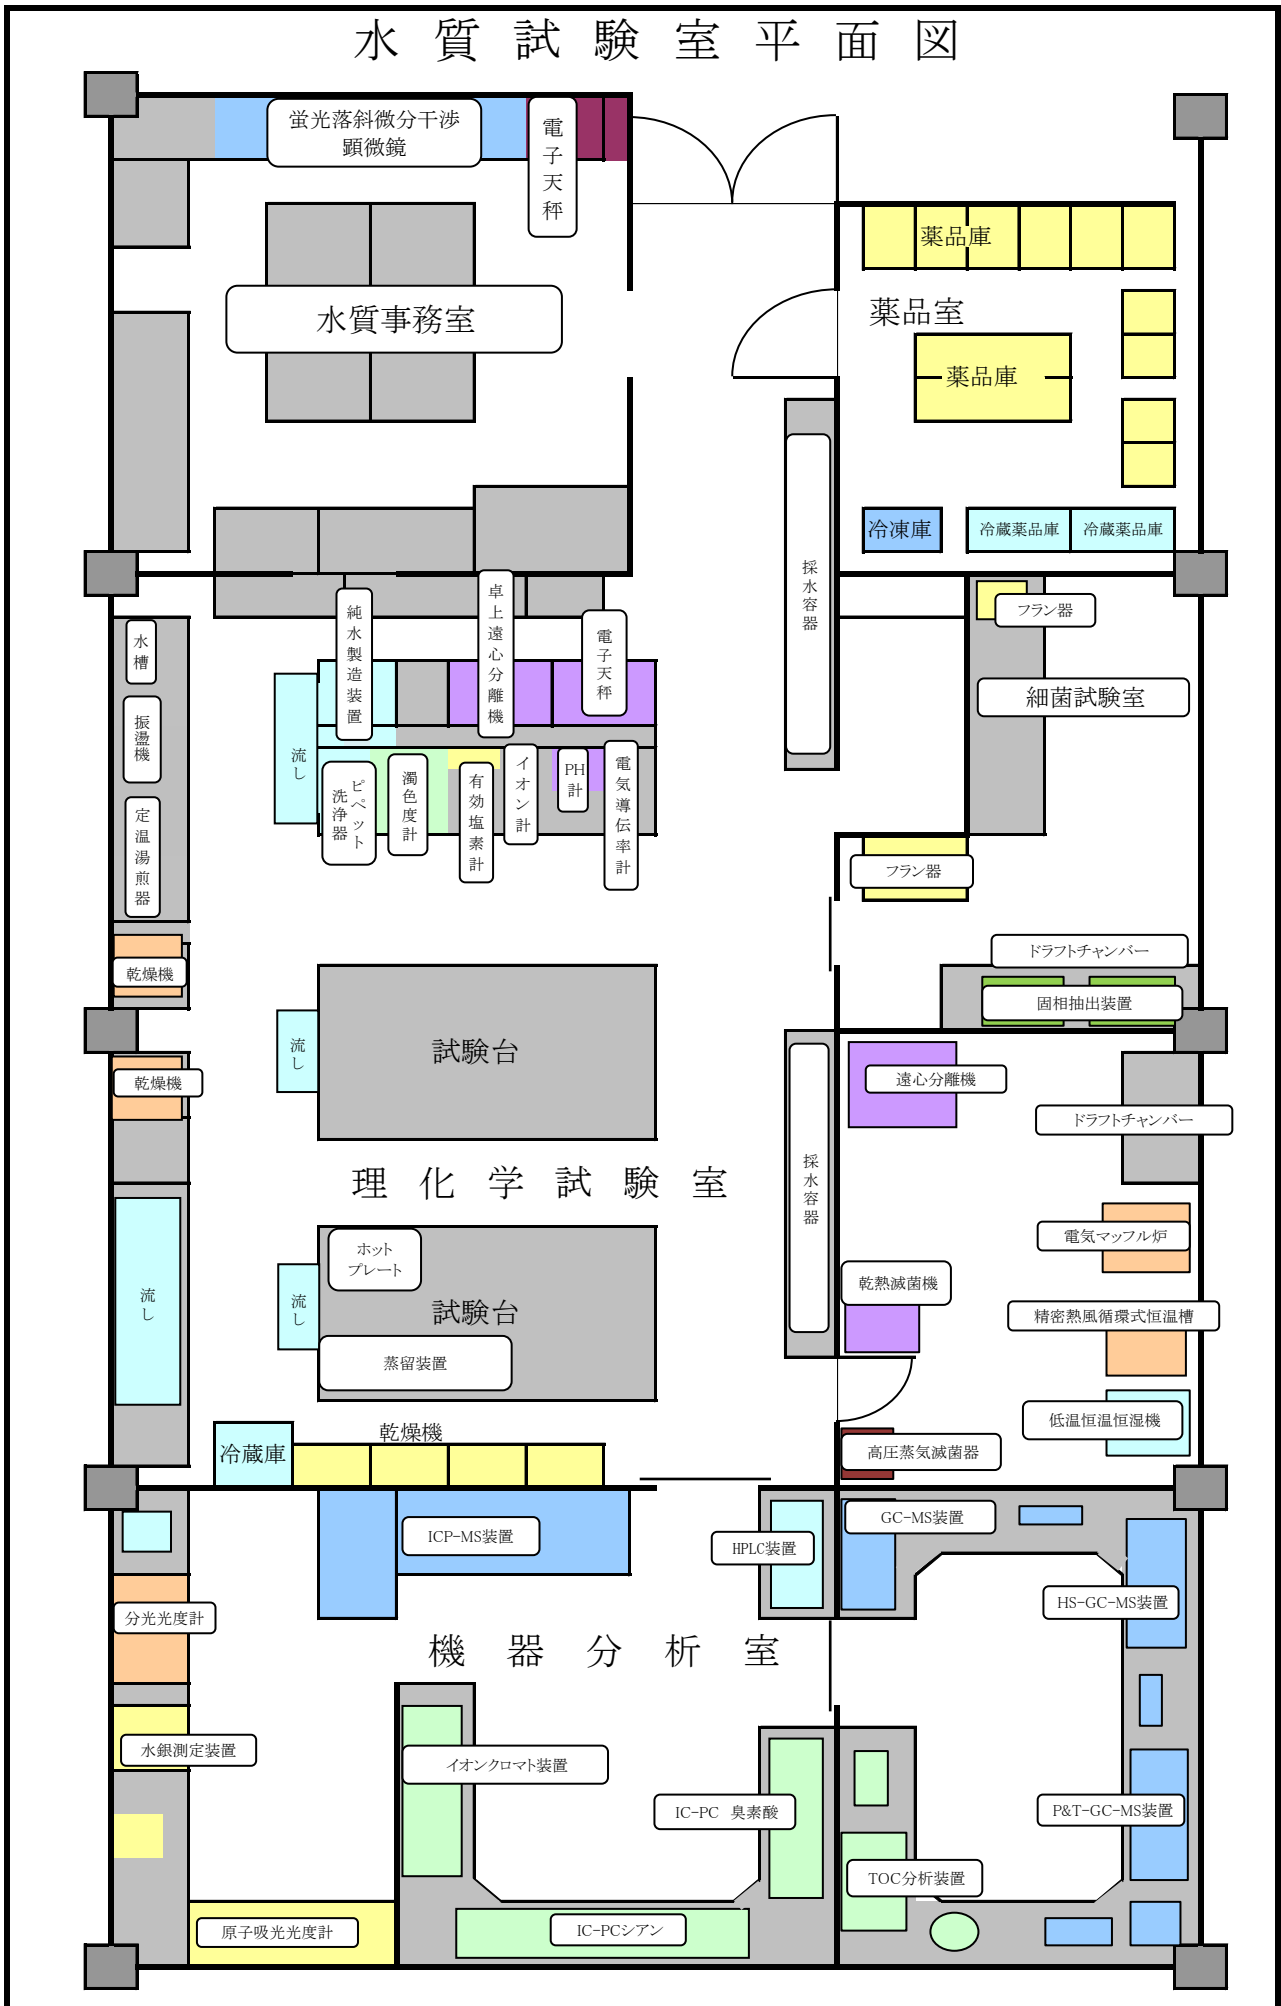 水質試験室平面図
蛍光落斜微分干渉
顕微鏡
電子天秤
水質事務室
薬品庫
薬品室
薬品庫
冷凍庫
冷蔵薬品庫
冷蔵薬品庫
採水容器
フラン器
細菌試験室
水槽
振盪機
定温湯煎器
純水製造装置
卓上遠心分離機
電子天秤
流し
ピペット
洗浄器
濁色度計
有効塩素計
イオン計
PH
計
電気導伝率計
フラン器
乾燥機
ドラフトチャンバー
固相抽出装置
流し
試験台
乾燥機
遠心分離機
ドラフトチャンバー
理化学試験室
採水容器
電気マッフル炉
流し
ホット
プレート
流し
試験台
蒸留装置
乾熱滅菌機
精密熱風循環式恒温槽
低温恒温恒湿機
乾燥機
冷蔵庫
高圧蒸気滅菌器
ICP-MS装置
HPLC装置
GC-MS装置
HS-GC-MS装置
分光光度計
機器分析室
水銀測定装置
イオンクロマト装置
IC-PC 臭素酸
P&T-GC-MS装置
TOC分析装置
原子吸光光度計
IC-PCシアン